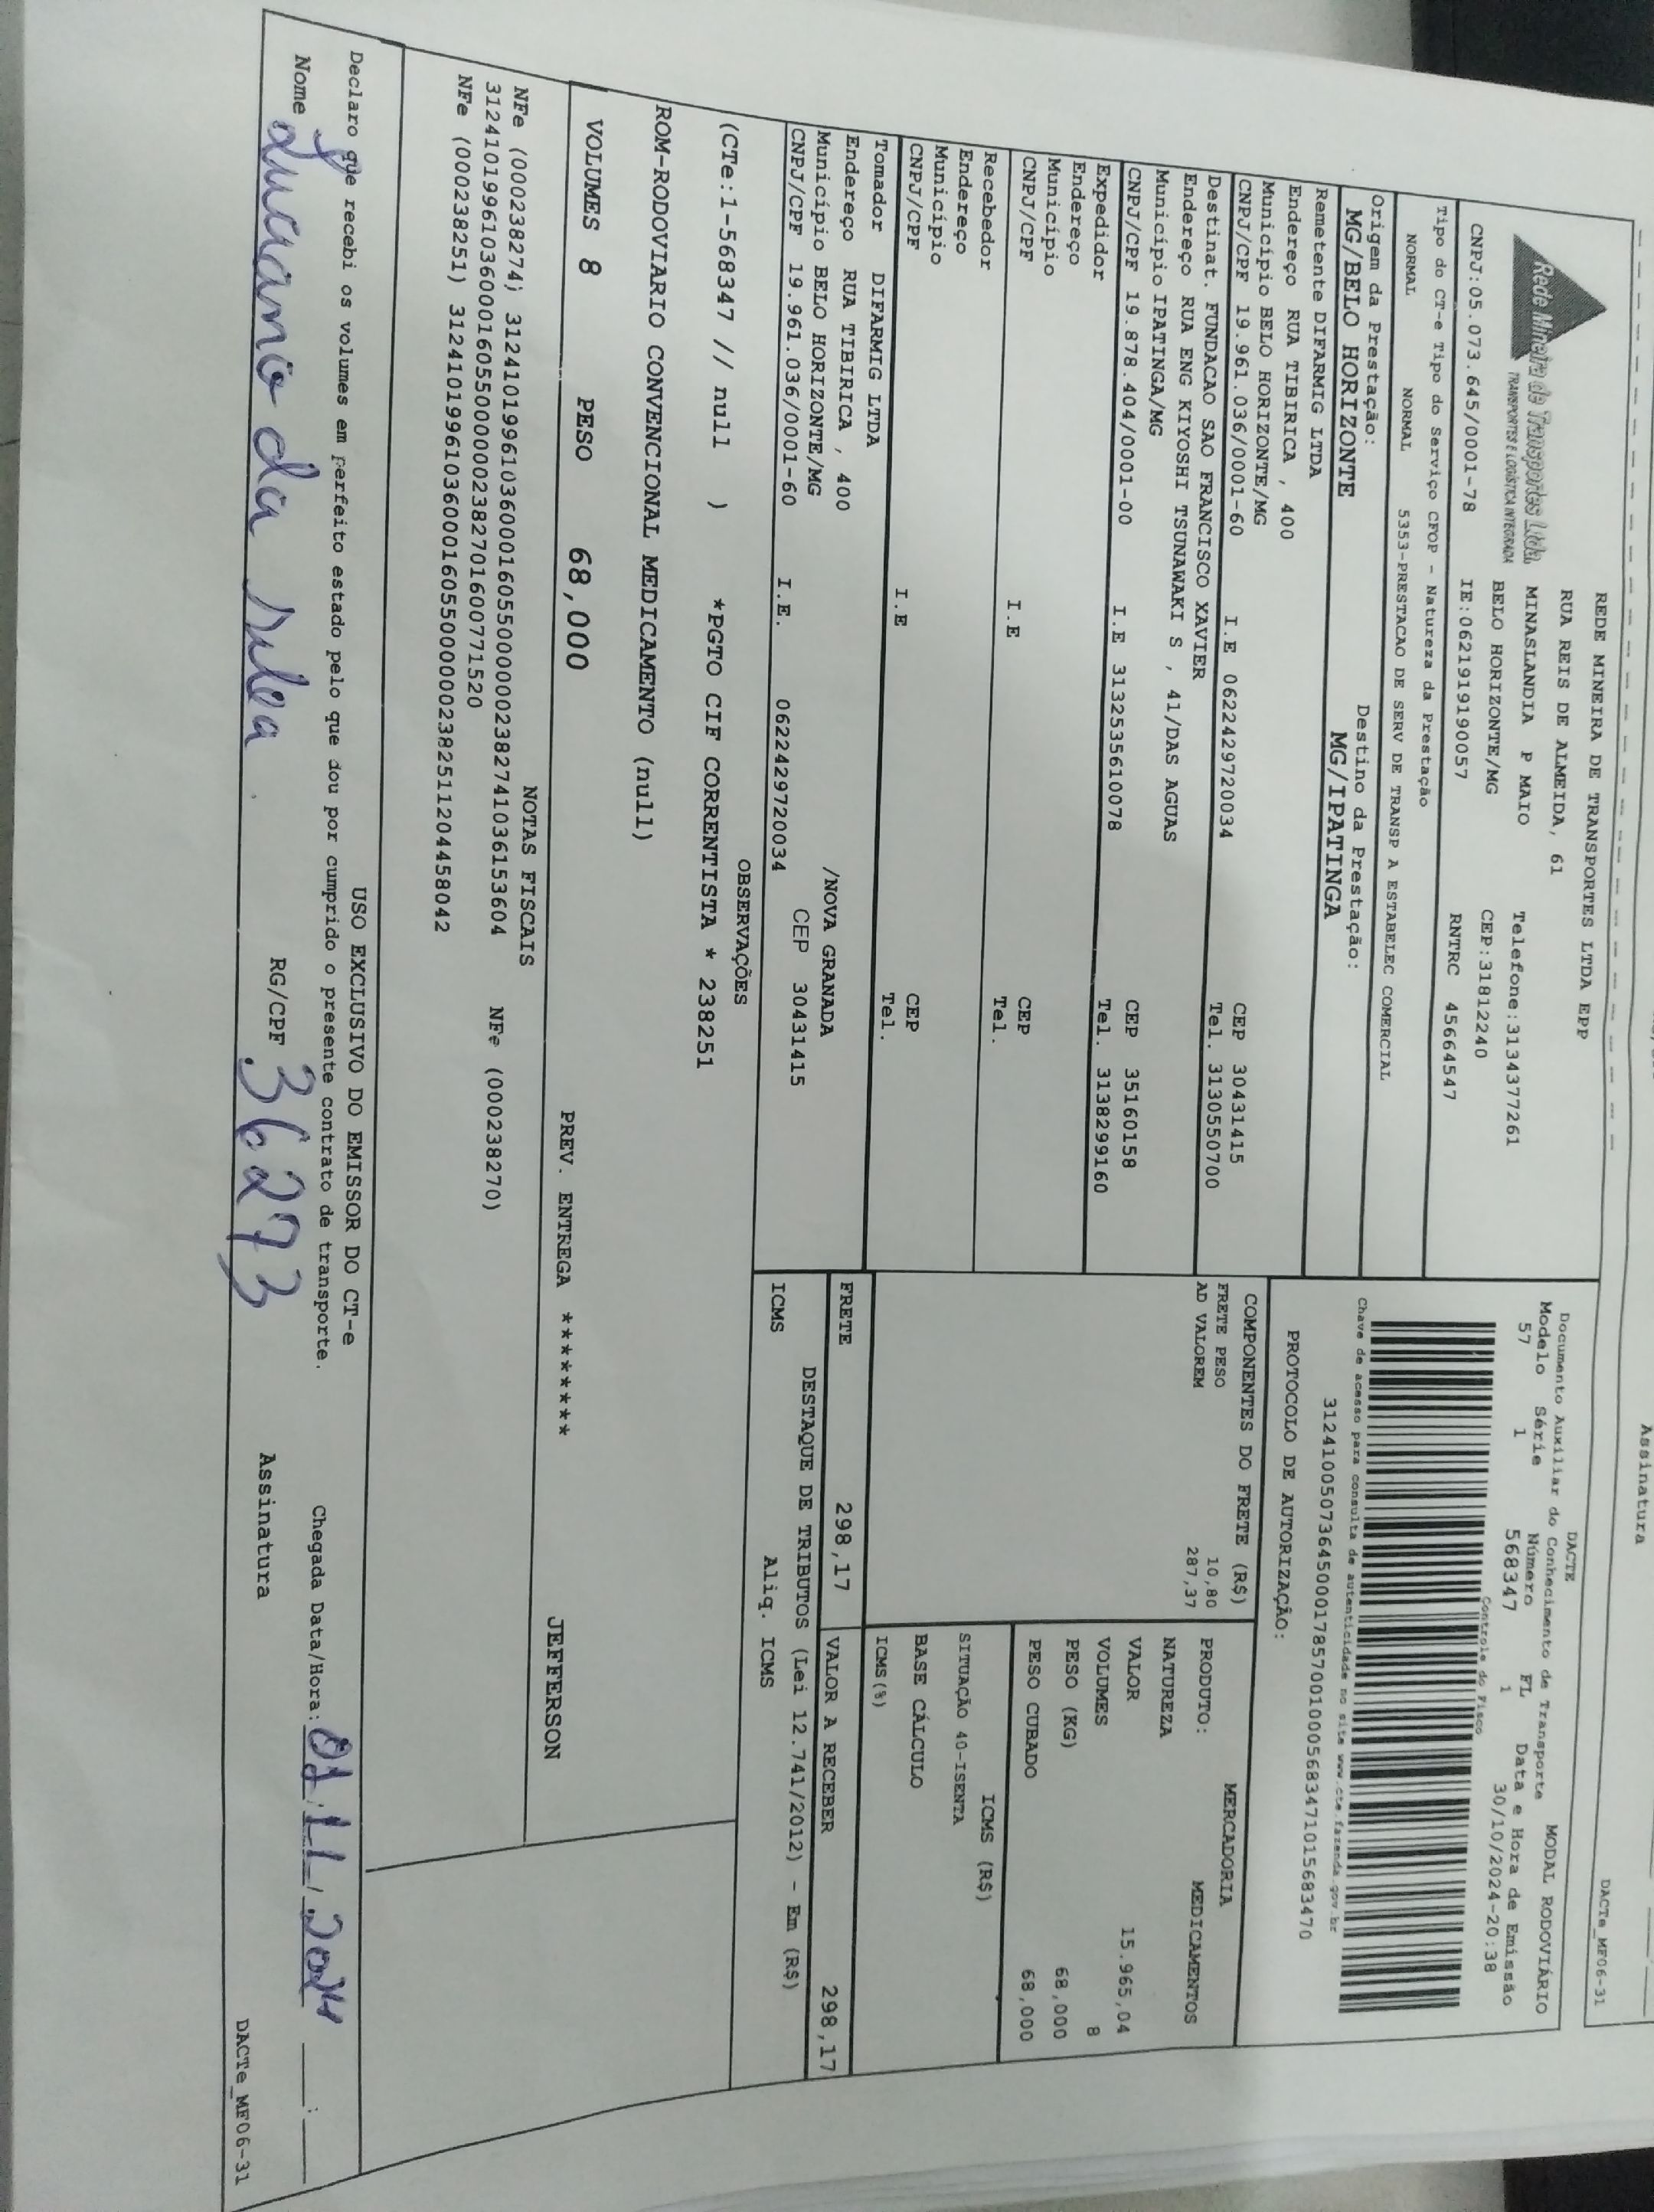 Assinatura
DACTe_MF06-31
Rede Mineira de Transportes Ltda.
TRANSPORTES E LOGÍSTICA INTEGRADA
REDE MINEIRA DE TRANSPORTES LTDA EPP
RUA REIS DE ALMEIDA, 61
MINASLANDIA P MAIO Telefone:3134377261
BELO HORIZONTE/MG CEP:31812240
CNPJ:05.073.645/0001-78 IE:0621919190057 RNTRC 45664547
Tipo do CT-e Tipo do Serviço CFOP - Natureza da Prestação
NORMAL NORMAL 5353-PRESTACAO DE SERV DE TRANSP A ESTABELEC COMERCIAL
Origem da Prestação: Destino da Prestação:
MG/BELO HORIZONTE MG/IPATINGA
DACTE
Documento Auxiliar do Conhecimento de Transporte MODAL RODOVIÁRIO
Modelo Série Número FL Data e Hora de Emissão
57 1 568347 1 30/10/2024-20:38
Controle do Fisco
Chave de acesso para consulta de autenticidade no site www.cte.fazenda.gov.br
31241005073645000178570010005683471015683470
PROTOCOLO DE AUTORIZAÇÃO:
Remetente DIFARMIG LTDA
Endereço RUA TIBIRICA , 400
Município BELO HORIZONTE/MG CEP 30431415
CNPJ/CPF 19.961.036/0001-60 I.E 0622429720034 Tel. 3130550700
Destinat. FUNDACAO SAO FRANCISCO XAVIER
Endereço RUA ENG KIYOSHI TSUNAWAKI S , 41/DAS AGUAS
Município IPATINGA/MG CEP 35160158
CNPJ/CPF 19.878.404/0001-00 I.E 3132535610078 Tel. 3138299160
Expedidor
Endereço
Município CEP
CNPJ/CPF I.E Tel.
Recebedor
Endereço
Município CEP
CNPJ/CPF I.E Tel.
Tomador DIFARMIG LTDA
Endereço RUA TIBIRICA , 400 /NOVA GRANADA
Município BELO HORIZONTE/MG CEP 30431415
CNPJ/CPF 19.961.036/0001-60 I.E. 0622429720034
COMPONENTES DO FRETE (R$)
FRETE PESO 10,80
AD VALOREM 287,37
MERCADORIA
PRODUTO: MEDICAMENTOS
NATUREZA
VALOR 15.965,04
VOLUMES 8
PESO (KG) 68,000
PESO CUBADO 68,000
ICMS (R$)
SITUAÇÃO 40-ISENTA
BASE CÁLCULO
ICMS(%)
FRETE 298,17 VALOR A RECEBER 298,17
DESTAQUE DE TRIBUTOS (Lei 12.741/2012) - Em (R$)
ICMS Aliq. ICMS
OBSERVAÇÕES
(CTe:1-568347 // null ) *PGTO CIF CORRENTISTA * 238251
ROM-RODOVIARIO CONVENCIONAL MEDICAMENTO (null)
VOLUMES 8 PESO 68,000 PREV. ENTREGA ******** JEFFERSON
NOTAS FISCAIS
NFe (000238274) 31241019961036000160550000002382741036153604 NFe (000238270)
31241019961036000160550000002382701600771520
NFe (000238251) 31241019961036000160550000002382511204458042
USO EXCLUSIVO DO EMISSOR DO CT-e
Declaro que recebi os volumes em perfeito estado pelo que dou por cumprido o presente contrato de transporte. Chegada Data/Hora: 01/11/2024 __:__
Nome Luciano da Silva RG/CPF 36273 Assinatura
DACTe_MF06-31